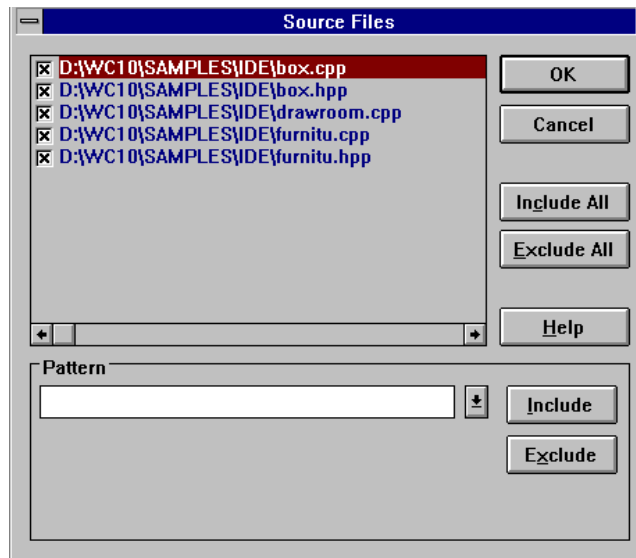 Source Files
D:\WC10\SAMPLES\IDE\box.cpp
D:\WC10\SAMPLES\IDE\box.hpp
D:\WC10\SAMPLES\IDE\drawroom.cpp
D:\WC10\SAMPLES\IDE\furnitu.cpp
D:\WC10\SAMPLES\IDE\furnitu.hpp
OK
Cancel
Include All
Exclude All
Help
Pattern
Include
Exclude